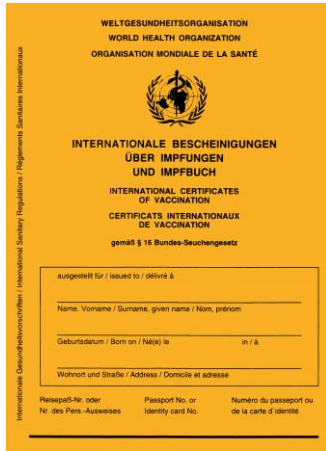 WELTGESUNDHEITSORGANISATION
WORLD HEALTH ORGANIZATION
ORGANISATION MONDIALE DE LA SANTÉ
INTERNATIONALE BESCHEINIGUNGEN
ÜBER IMPFUNGEN
UND IMPFBUCH
INTERNATIONAL CERTIFICATES
OF VACCINATION
CERTIFICATS INTERNATIONAUX
DE VACCINATION
gemäß § 16 Bundes-Seuchengesetz
ausgestellt für / issued to / délivré à
Name, Vorname / Surname, given name / Nom, prénom
Geburtsdatum / Born on / Né(e) le in / à
Wohnort und Straße / Address / Domicile et adresse
Reisepaß-Nr. oder Passport No. or Numéro du passeport ou
Nr. des Pers.-Ausweises Identity card No. de la carte d'identité
Internationale Gesundheitsvorschriften / International Sanitary Regulations / Règlements Sanitaires Internationaux